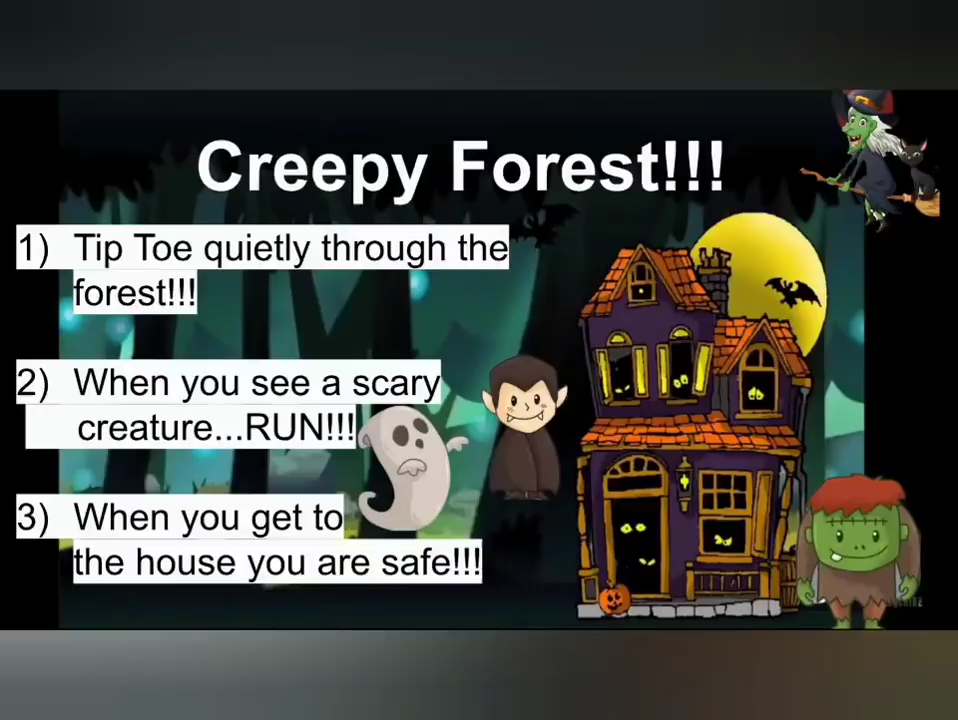 Creepy Forest!!!
1) Tip Toe quietly through the
forest!!!
2) When you see a scary
creature...RUN!!!
3) When you get to
the house you are safe!!!